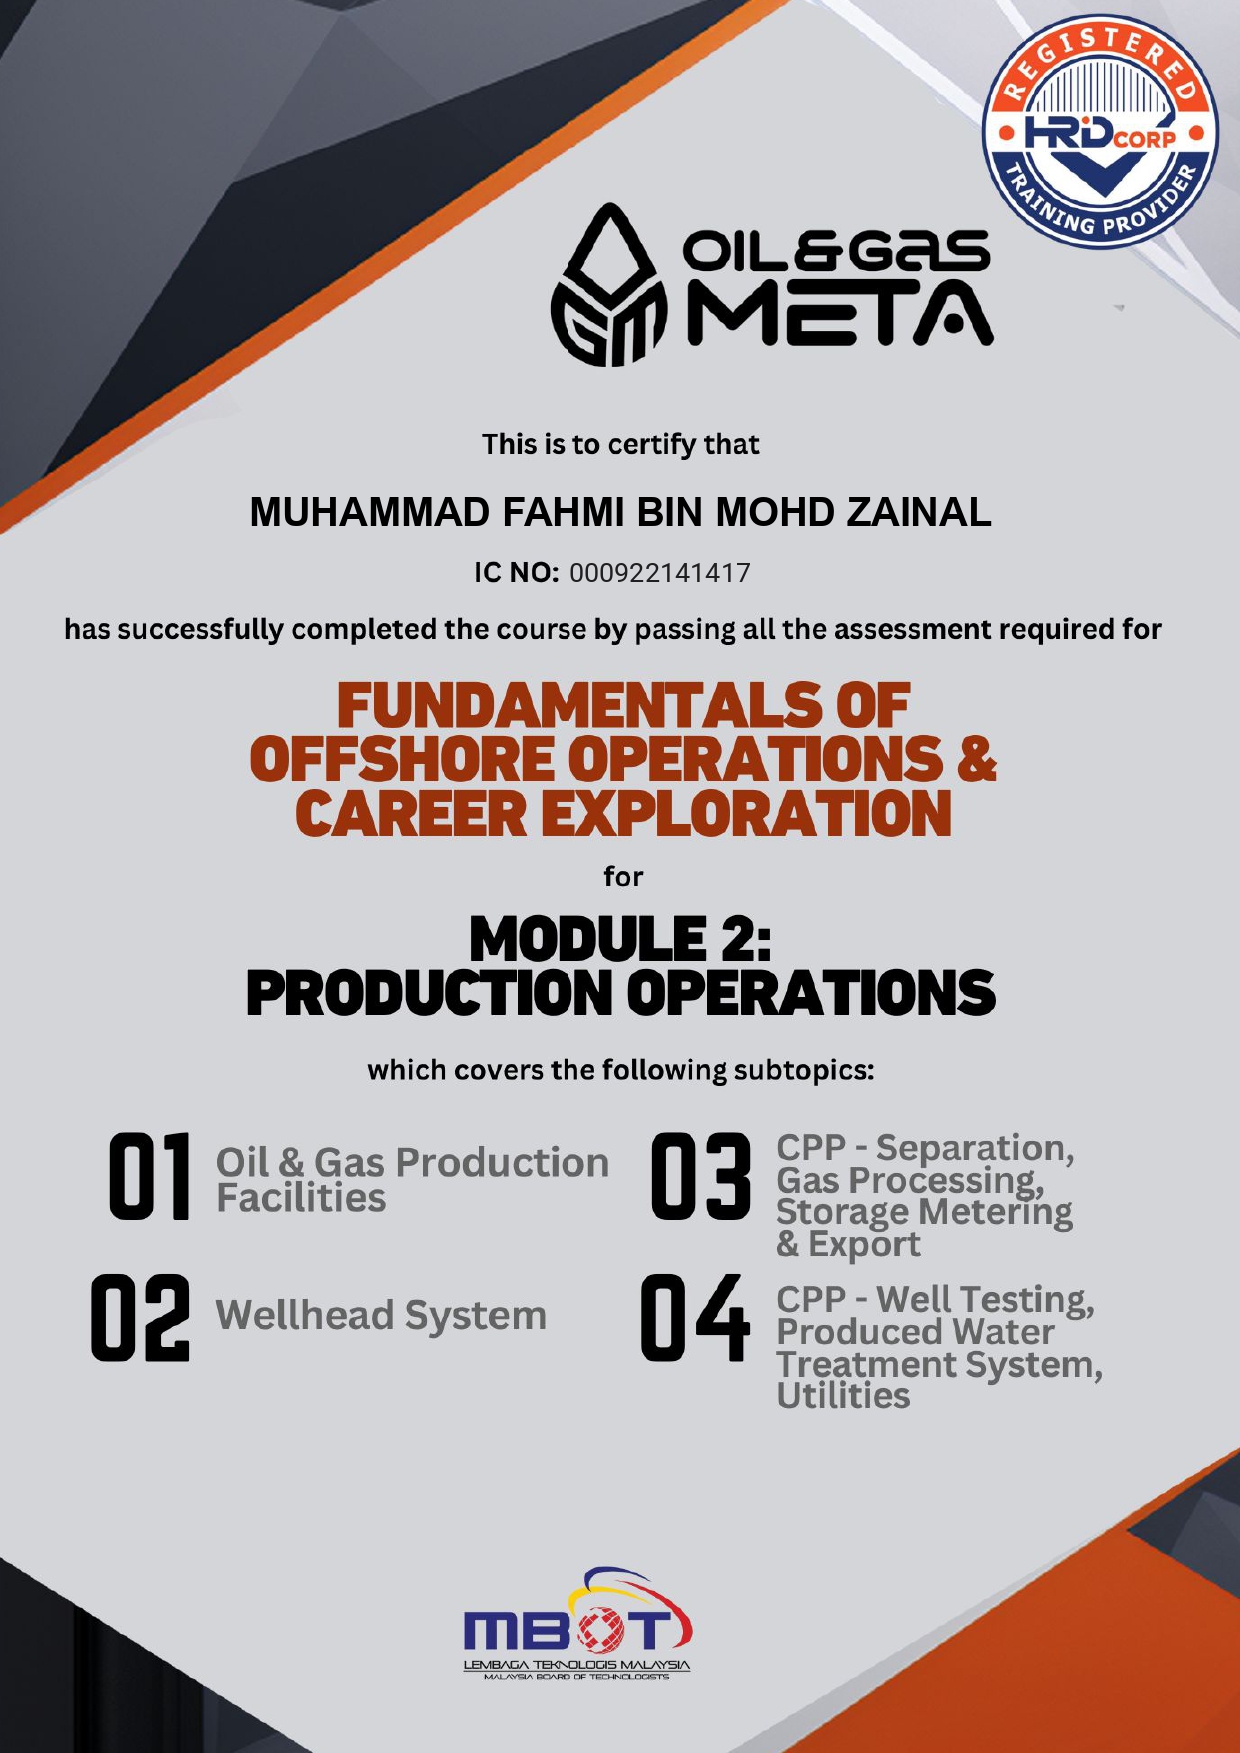 REGISTERED
HRD CORP
TRAINING PROVIDER
OIL&GAS
META
This is to certify that
MUHAMMAD FAHMI BIN MOHD ZAINAL
IC NO: 000922141417
has successfully completed the course by passing all the assessment required for
FUNDAMENTALS OF
OFFSHORE OPERATIONS &
CAREER EXPLORATION
for
MODULE 2:
PRODUCTION OPERATIONS
which covers the following subtopics:
01 Oil & Gas Production
Facilities
02 Wellhead System
03 CPP - Separation,
Gas Processing,
Storage Metering
& Export
04 CPP - Well Testing,
Produced Water
Treatment System,
Utilities
MBOT
LEMBAGA TEKNOLOGIS MALAYSIA
MALAYSIA BOARD OF TECHNOLOGISTS